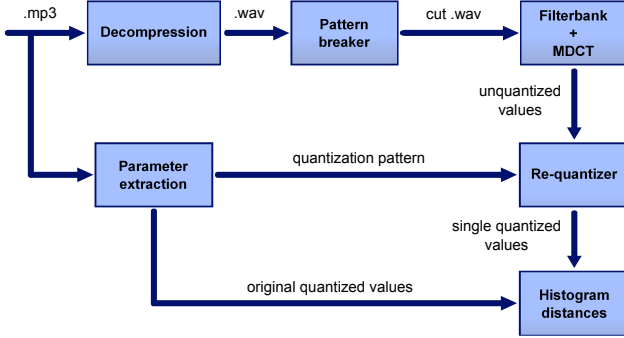 .mp3
Decompression
.wav
Pattern
breaker
cut .wav
Filterbank
+
MDCT
unquantized
values
Parameter
extraction
quantization pattern
Re-quantizer
single quantized
values
original quantized values
Histogram
distances